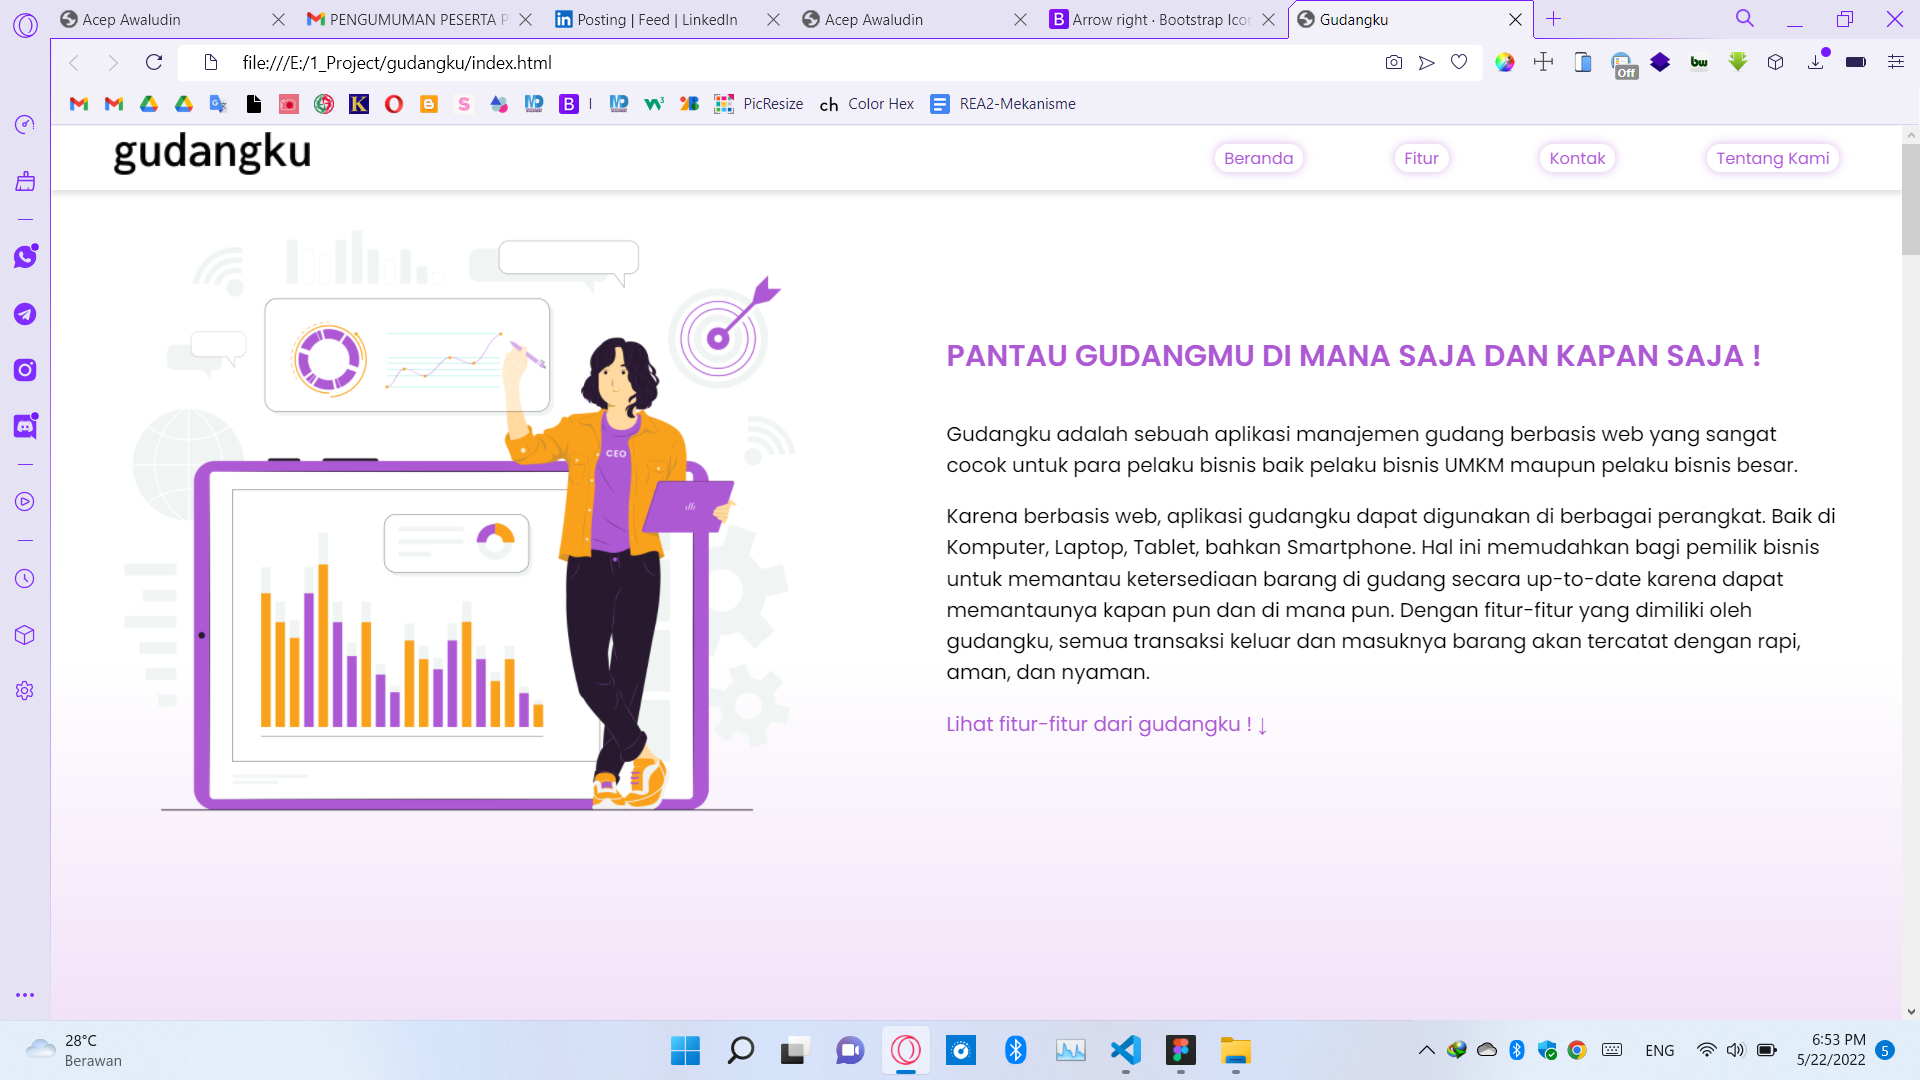 Acep Awaludin
PENGUMUMAN PESERTA P
Posting | Feed | LinkedIn
Acep Awaludin
Arrow right · Bootstrap Icon
Gudangku
file:///E:/1_Project/gudangku/index.html
Off
bw
PicResize
ch Color Hex
REA2-Mekanisme
gudangku
Beranda
Fitur
Kontak
Tentang Kami
CEO
PANTAU GUDANGMU DI MANA SAJA DAN KAPAN SAJA !
Gudangku adalah sebuah aplikasi manajemen gudang berbasis web yang sangat
cocok untuk para pelaku bisnis baik pelaku bisnis UMKM maupun pelaku bisnis besar.
Karena berbasis web, aplikasi gudangku dapat digunakan di berbagai perangkat. Baik di
Komputer, Laptop, Tablet, bahkan Smartphone. Hal ini memudahkan bagi pemilik bisnis
untuk memantau ketersediaan barang di gudang secara up-to-date karena dapat
memantaunya kapan pun dan di mana pun. Dengan fitur-fitur yang dimiliki oleh
gudangku, semua transaksi keluar dan masuknya barang akan tercatat dengan rapi,
aman, dan nyaman.
Lihat fitur-fitur dari gudangku ! ↓
28°C
Berawan
ENG
6:53 PM
5/22/2022
5